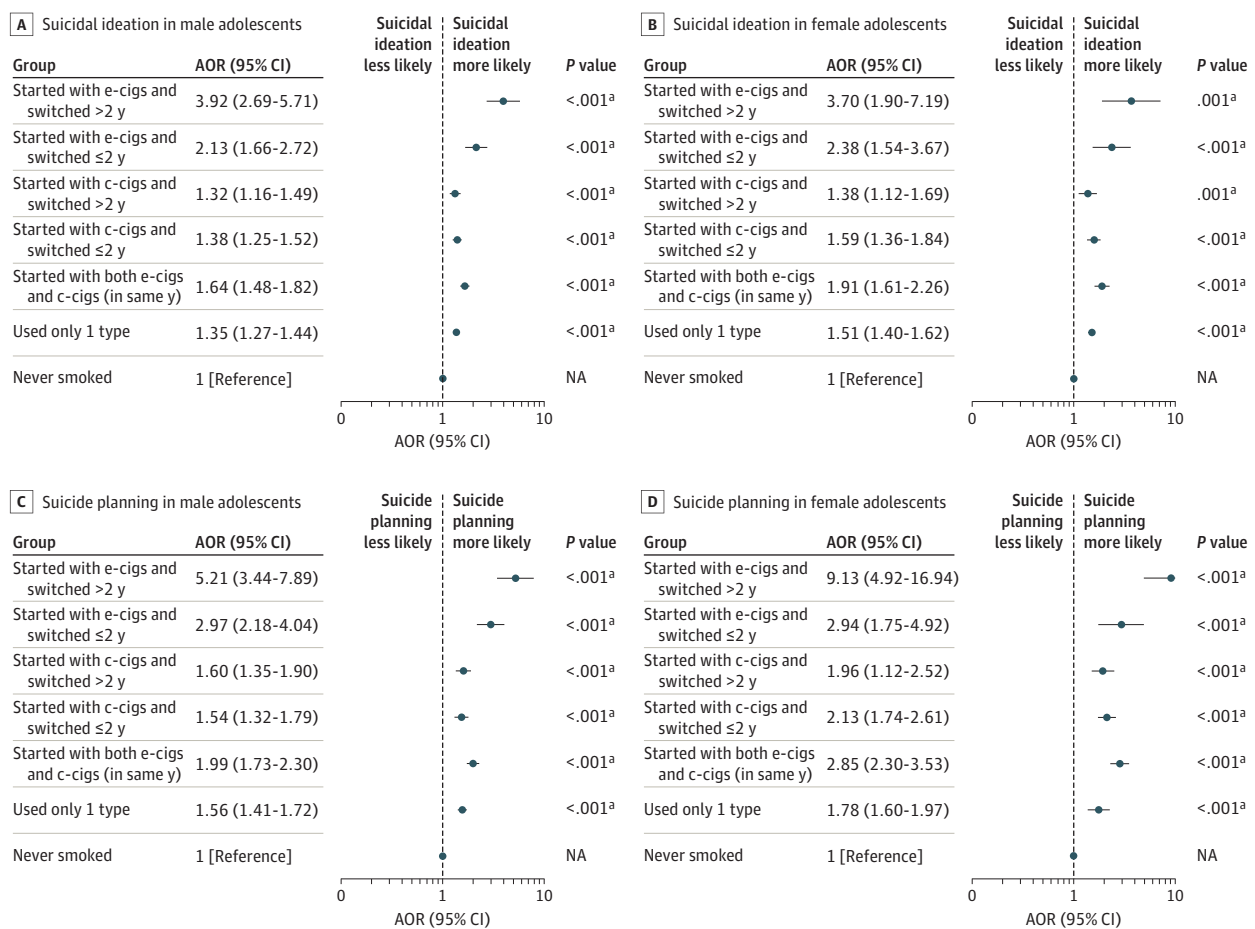 A Suicidal ideation in male adolescents
Suicidal ideation less likely
Suicidal ideation more likely
Group AOR (95% CI) P value
Started with e-cigs and
switched >2 y 3.92 (2.69-5.71) <.001a
Started with e-cigs and
switched ≤2 y 2.13 (1.66-2.72) <.001a
Started with c-cigs and
switched >2 y 1.32 (1.16-1.49) <.001a
Started with c-cigs and
switched ≤2 y 1.38 (1.25-1.52) <.001a
Started with both e-cigs
and c-cigs (in same y) 1.64 (1.48-1.82) <.001a
Used only 1 type 1.35 (1.27-1.44) <.001a
Never smoked 1 [Reference] NA
0 1 10
AOR (95% CI)
B Suicidal ideation in female adolescents
Suicidal ideation less likely
Suicidal ideation more likely
Group AOR (95% CI) P value
Started with e-cigs and
switched >2 y 3.70 (1.90-7.19) .001a
Started with e-cigs and
switched ≤2 y 2.38 (1.54-3.67) <.001a
Started with c-cigs and
switched >2 y 1.38 (1.12-1.69) .001a
Started with c-cigs and
switched ≤2 y 1.59 (1.36-1.84) <.001a
Started with both e-cigs
and c-cigs (in same y) 1.91 (1.61-2.26) <.001a
Used only 1 type 1.51 (1.40-1.62) <.001a
Never smoked 1 [Reference] NA
0 1 10
AOR (95% CI)
C Suicide planning in male adolescents
Suicide planning less likely
Suicide planning more likely
Group AOR (95% CI) P value
Started with e-cigs and
switched >2 y 5.21 (3.44-7.89) <.001a
Started with e-cigs and
switched ≤2 y 2.97 (2.18-4.04) <.001a
Started with c-cigs and
switched >2 y 1.60 (1.35-1.90) <.001a
Started with c-cigs and
switched ≤2 y 1.54 (1.32-1.79) <.001a
Started with both e-cigs
and c-cigs (in same y) 1.99 (1.73-2.30) <.001a
Used only 1 type 1.56 (1.41-1.72) <.001a
Never smoked 1 [Reference] NA
0 1 10
AOR (95% CI)
D Suicide planning in female adolescents
Suicide planning less likely
Suicide planning more likely
Group AOR (95% CI) P value
Started with e-cigs and
switched >2 y 9.13 (4.92-16.94) <.001a
Started with e-cigs and
switched ≤2 y 2.94 (1.75-4.92) <.001a
Started with c-cigs and
switched >2 y 1.96 (1.12-2.52) <.001a
Started with c-cigs and
switched ≤2 y 2.13 (1.74-2.61) <.001a
Started with both e-cigs
and c-cigs (in same y) 2.85 (2.30-3.53) <.001a
Used only 1 type 1.78 (1.60-1.97) <.001a
Never smoked 1 [Reference] NA
0 1 10
AOR (95% CI)